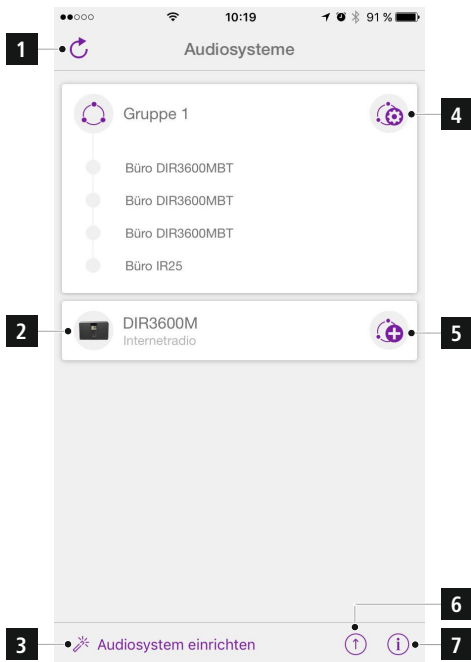 10:19
91 %
1
Audiosysteme
Gruppe 1
4
Büro DIR3600MBT
Büro DIR3600MBT
Büro DIR3600MBT
Büro IR25
2
DIR3600M
Internetradio
5
6
3
Audiosystem einrichten
i
7